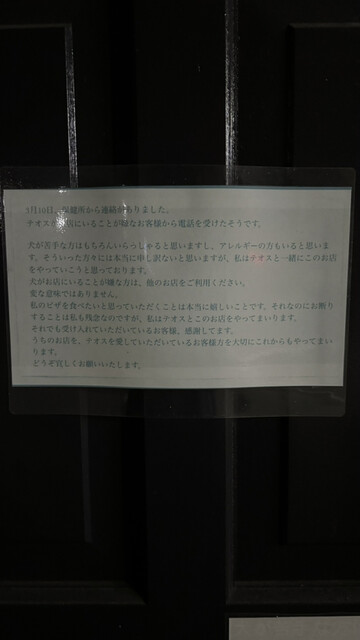 月10日、保健所から連絡がありました。
テオスがお店にいることが嫌なお客様から電話を受けたそうです。
犬が苦手な方はもちろんいらっしゃると思いますし、アレルギーの方もいると思いま
す。そういった方々には本当に申し訳ないと思いますが、私はテオスと一緒にこのお店
をやっていこうと思っております。
犬がお店にいることが嫌な方は、他のお店をご利用ください。
変な意味ではありません。
私のピザを食べたいと思っていただくことは本当に嬉しいことです。それなのにお断り
することは私も残念なのですが、私はテオスとこのお店をやってまいります。
それでも受け入れていただいているお客様、感謝してます。
うちのお店を、テオスを愛していただいているお客様方を大切にこれからもやってまい
ります。
どうぞ宜しくお願いいたします。